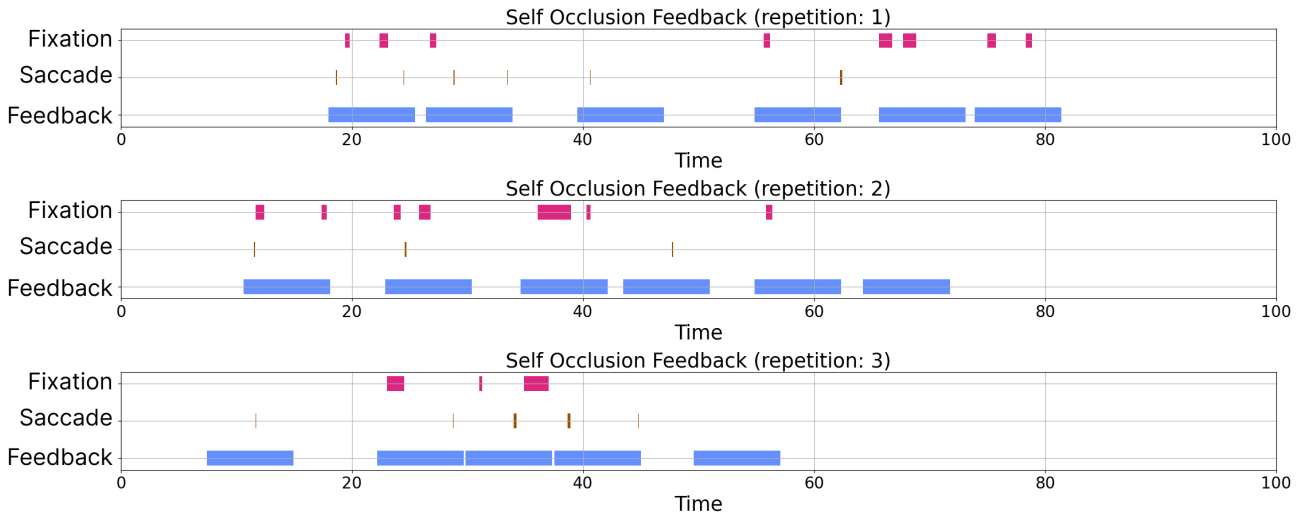 Self Occlusion Feedback (repetition: 1)
Fixation
Saccade
Feedback
0 20 40 60 80 100
Time
Self Occlusion Feedback (repetition: 2)
Fixation
Saccade
Feedback
0 20 40 60 80 100
Time
Self Occlusion Feedback (repetition: 3)
Fixation
Saccade
Feedback
0 20 40 60 80 100
Time